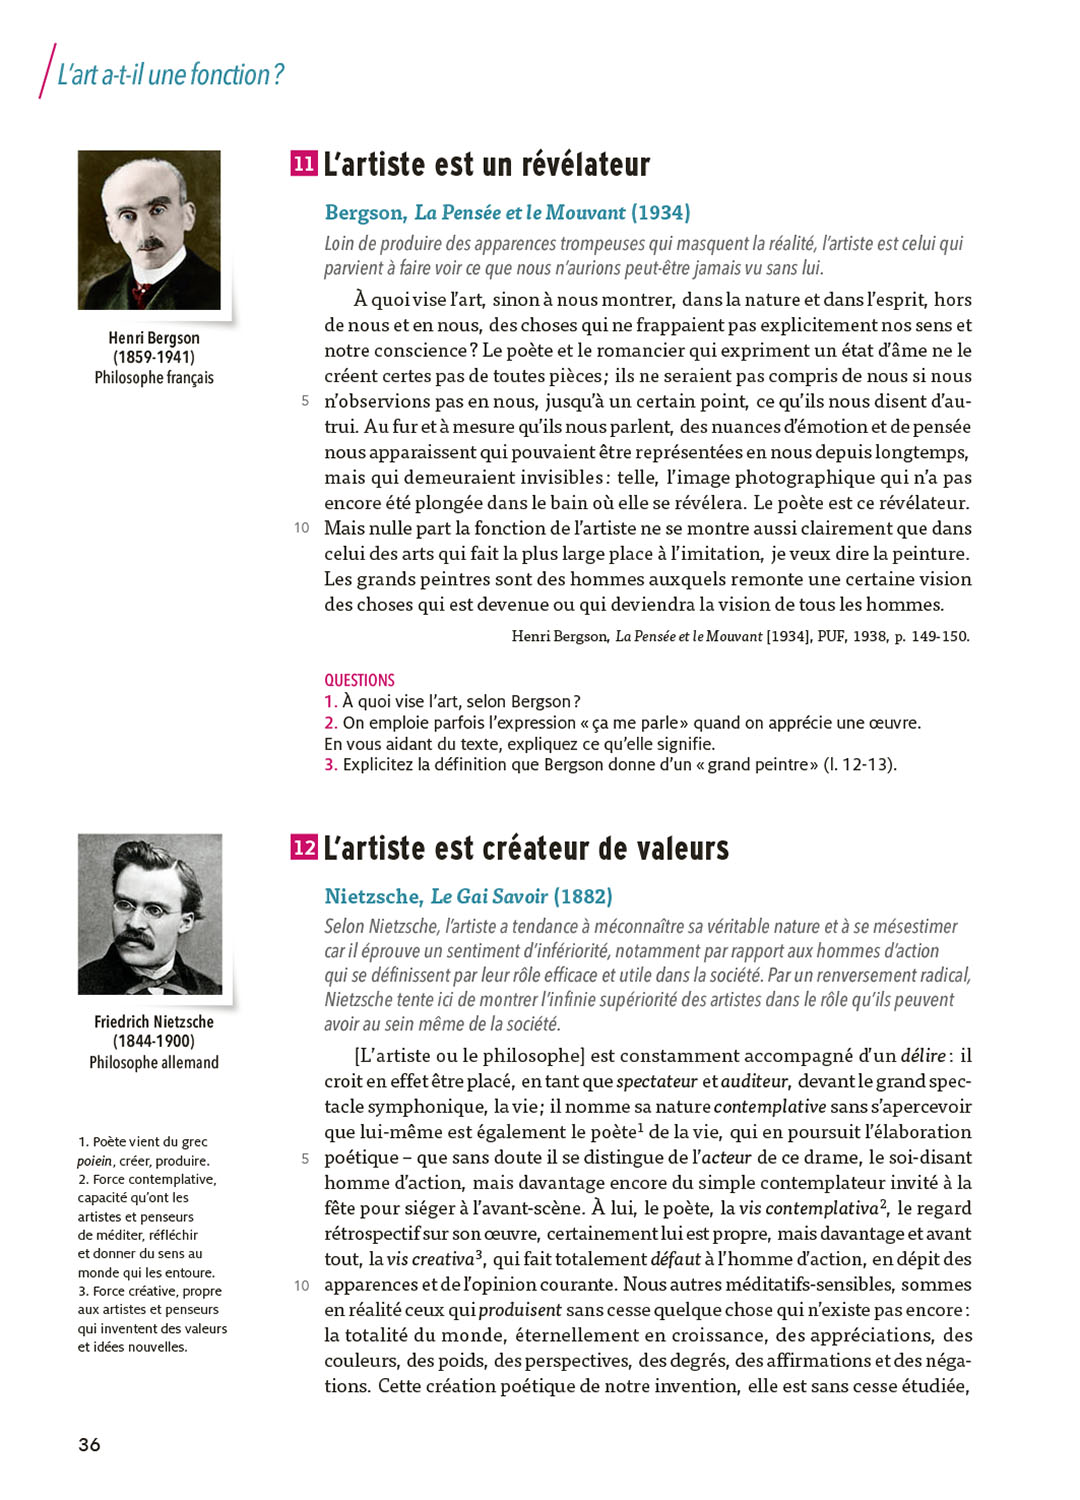 L'art a-t-il une fonction ?
11 L'artiste est un révélateur
Bergson, La Pensée et le Mouvant (1934)
Loin de produire des apparences trompeuses qui masquent la réalité, l'artiste est celui qui
parvient à faire voir ce que nous n'aurions peut-être jamais vu sans lui.
À quoi vise l'art, sinon à nous montrer, dans la nature et dans l'esprit, hors
de nous et en nous, des choses qui ne frappaient pas explicitement nos sens et
notre conscience ? Le poète et le romancier qui expriment un état d'âme ne le
créent certes pas de toutes pièces ; ils ne seraient pas compris de nous si nous
5 n'observions pas en nous, jusqu'à un certain point, ce qu'ils nous disent d'au-
trui. Au fur et à mesure qu'ils nous parlent, des nuances d'émotion et de pensée
nous apparaissent qui pouvaient être représentées en nous depuis longtemps,
mais qui demeuraient invisibles : telle, l'image photographique qui n'a pas
encore été plongée dans le bain où elle se révélera. Le poète est ce révélateur.
10 Mais nulle part la fonction de l'artiste ne se montre aussi clairement que dans
celui des arts qui fait la plus large place à l'imitation, je veux dire la peinture.
Les grands peintres sont des hommes auxquels remonte une certaine vision
des choses qui est devenue ou qui deviendra la vision de tous les hommes.
Henri Bergson, La Pensée et le Mouvant [1934], PUF, 1938, p. 149-150.
Henri Bergson
(1859-1941)
Philosophe français
QUESTIONS
1. À quoi vise l'art, selon Bergson ?
2. On emploie parfois l'expression « ça me parle » quand on apprécie une œuvre.
En vous aidant du texte, expliquez ce qu'elle signifie.
3. Explicitez la définition que Bergson donne d'un « grand peintre » (l. 12-13).
12 L'artiste est créateur de valeurs
Nietzsche, Le Gai Savoir (1882)
Selon Nietzsche, l'artiste a tendance à méconnaître sa véritable nature et à se mésestimer
car il éprouve un sentiment d'infériorité, notamment par rapport aux hommes d'action
qui se définissent par leur rôle efficace et utile dans la société. Par un renversement radical,
Nietzsche tente ici de montrer l'infinie supériorité des artistes dans le rôle qu'ils peuvent
avoir au sein même de la société.
[L'artiste ou le philosophe] est constamment accompagné d'un délire : il
croit en effet être placé, en tant que spectateur et auditeur, devant le grand spec-
tacle symphonique, la vie ; il nomme sa nature contemplative sans s'apercevoir
que lui-même est également le poète¹ de la vie, qui en poursuit l'élaboration
5 poétique – que sans doute il se distingue de l'acteur de ce drame, le soi-disant
homme d'action, mais davantage encore du simple contemplateur invité à la
fête pour siéger à l'avant-scène. À lui, le poète, la vis contemplativa², le regard
rétrospectif sur son œuvre, certainement lui est propre, mais davantage et avant
tout, la vis creativa³, qui fait totalement défaut à l'homme d'action, en dépit des
10 apparences et de l'opinion courante. Nous autres méditatifs-sensibles, sommes
en réalité ceux qui produisent sans cesse quelque chose qui n'existe pas encore :
la totalité du monde, éternellement en croissance, des appréciations, des
couleurs, des poids, des perspectives, des degrés, des affirmations et des néga-
tions. Cette création poétique de notre invention, elle est sans cesse étudiée,
Friedrich Nietzsche
(1844-1900)
Philosophe allemand
1. Poète vient du grec
poiein, créer, produire.
2. Force contemplative,
capacité qu'ont les
artistes et penseurs
de méditer, réfléchir
et donner du sens au
monde qui les entoure.
3. Force créative, propre
aux artistes et penseurs
qui inventent des valeurs
et idées nouvelles.
36